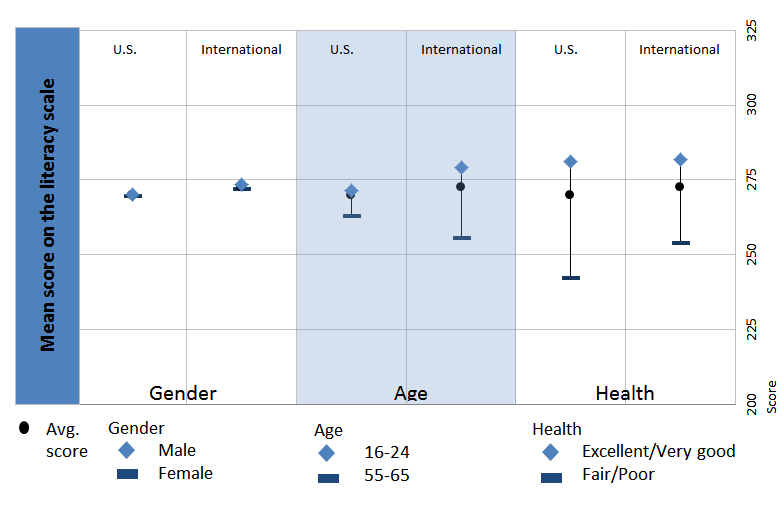 Mean score on the literacy scale
U.S. International U.S. International U.S. International
325
300
275
250
225
200
Score
Gender Age Health
Avg. score
Gender
Male
Female
Age
16-24
55-65
Health
Excellent/Very good
Fair/Poor